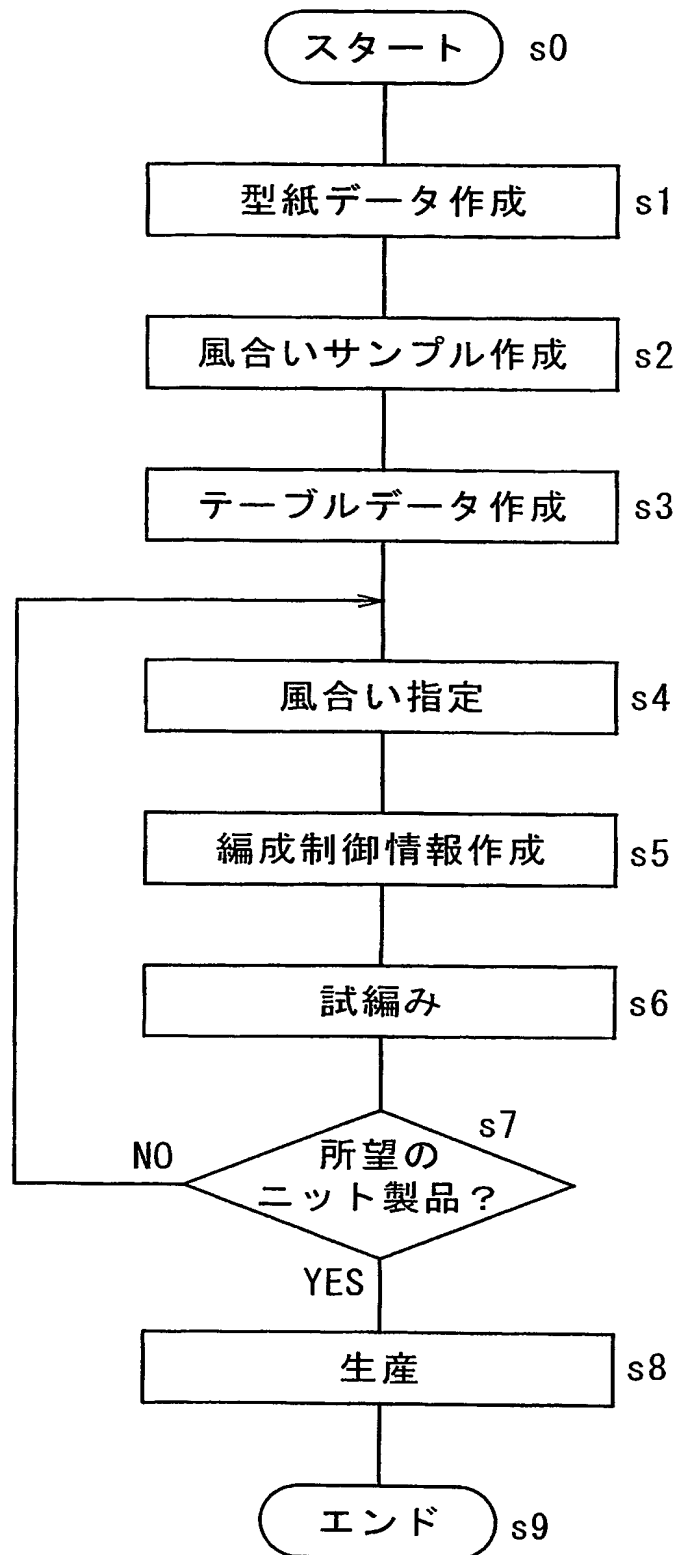 スタート s0
型紙データ作成 s1
風合いサンプル作成 s2
テーブルデータ作成 s3
風合い指定 s4
編成制御情報作成 s5
試編み s6
s7
NO
所望の
ニット製品?
YES
生産 s8
エンド s9